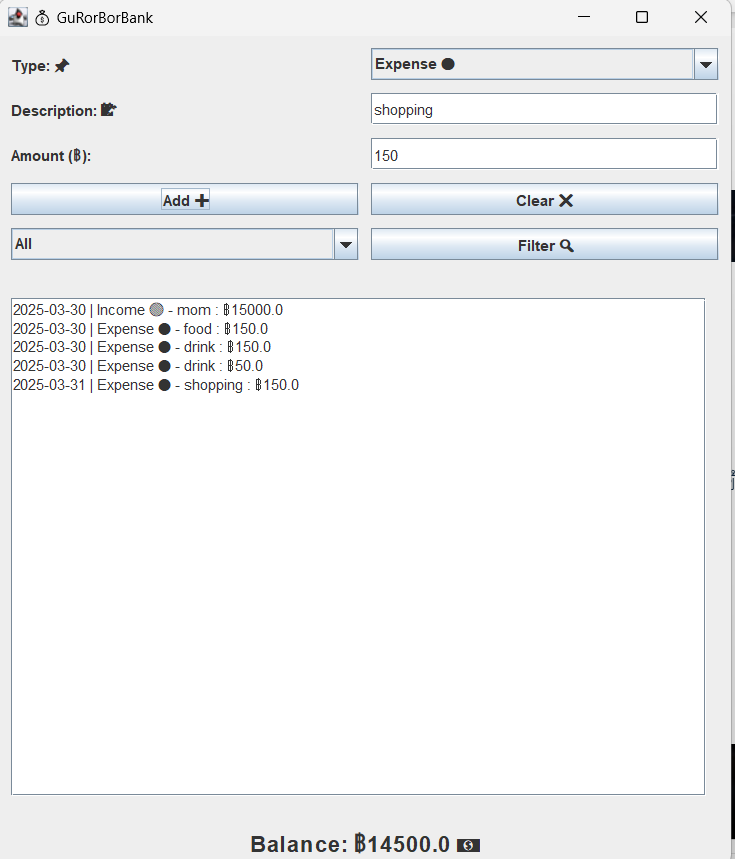 GuRorBorBank
Type: 📌
Expense ⚫
Description:
shopping
Amount (฿):
150
Add ➕
Clear ✖
All
Filter 🔍
2025-03-30 | Income - mom : ฿15000.0
2025-03-30 | Expense ⚫ - food : ฿150.0
2025-03-30 | Expense ⚫ - drink : ฿150.0
2025-03-30 | Expense ⚫ - drink : ฿50.0
2025-03-31 | Expense ⚫ - shopping : ฿150.0
Balance: ฿14500.0 💵